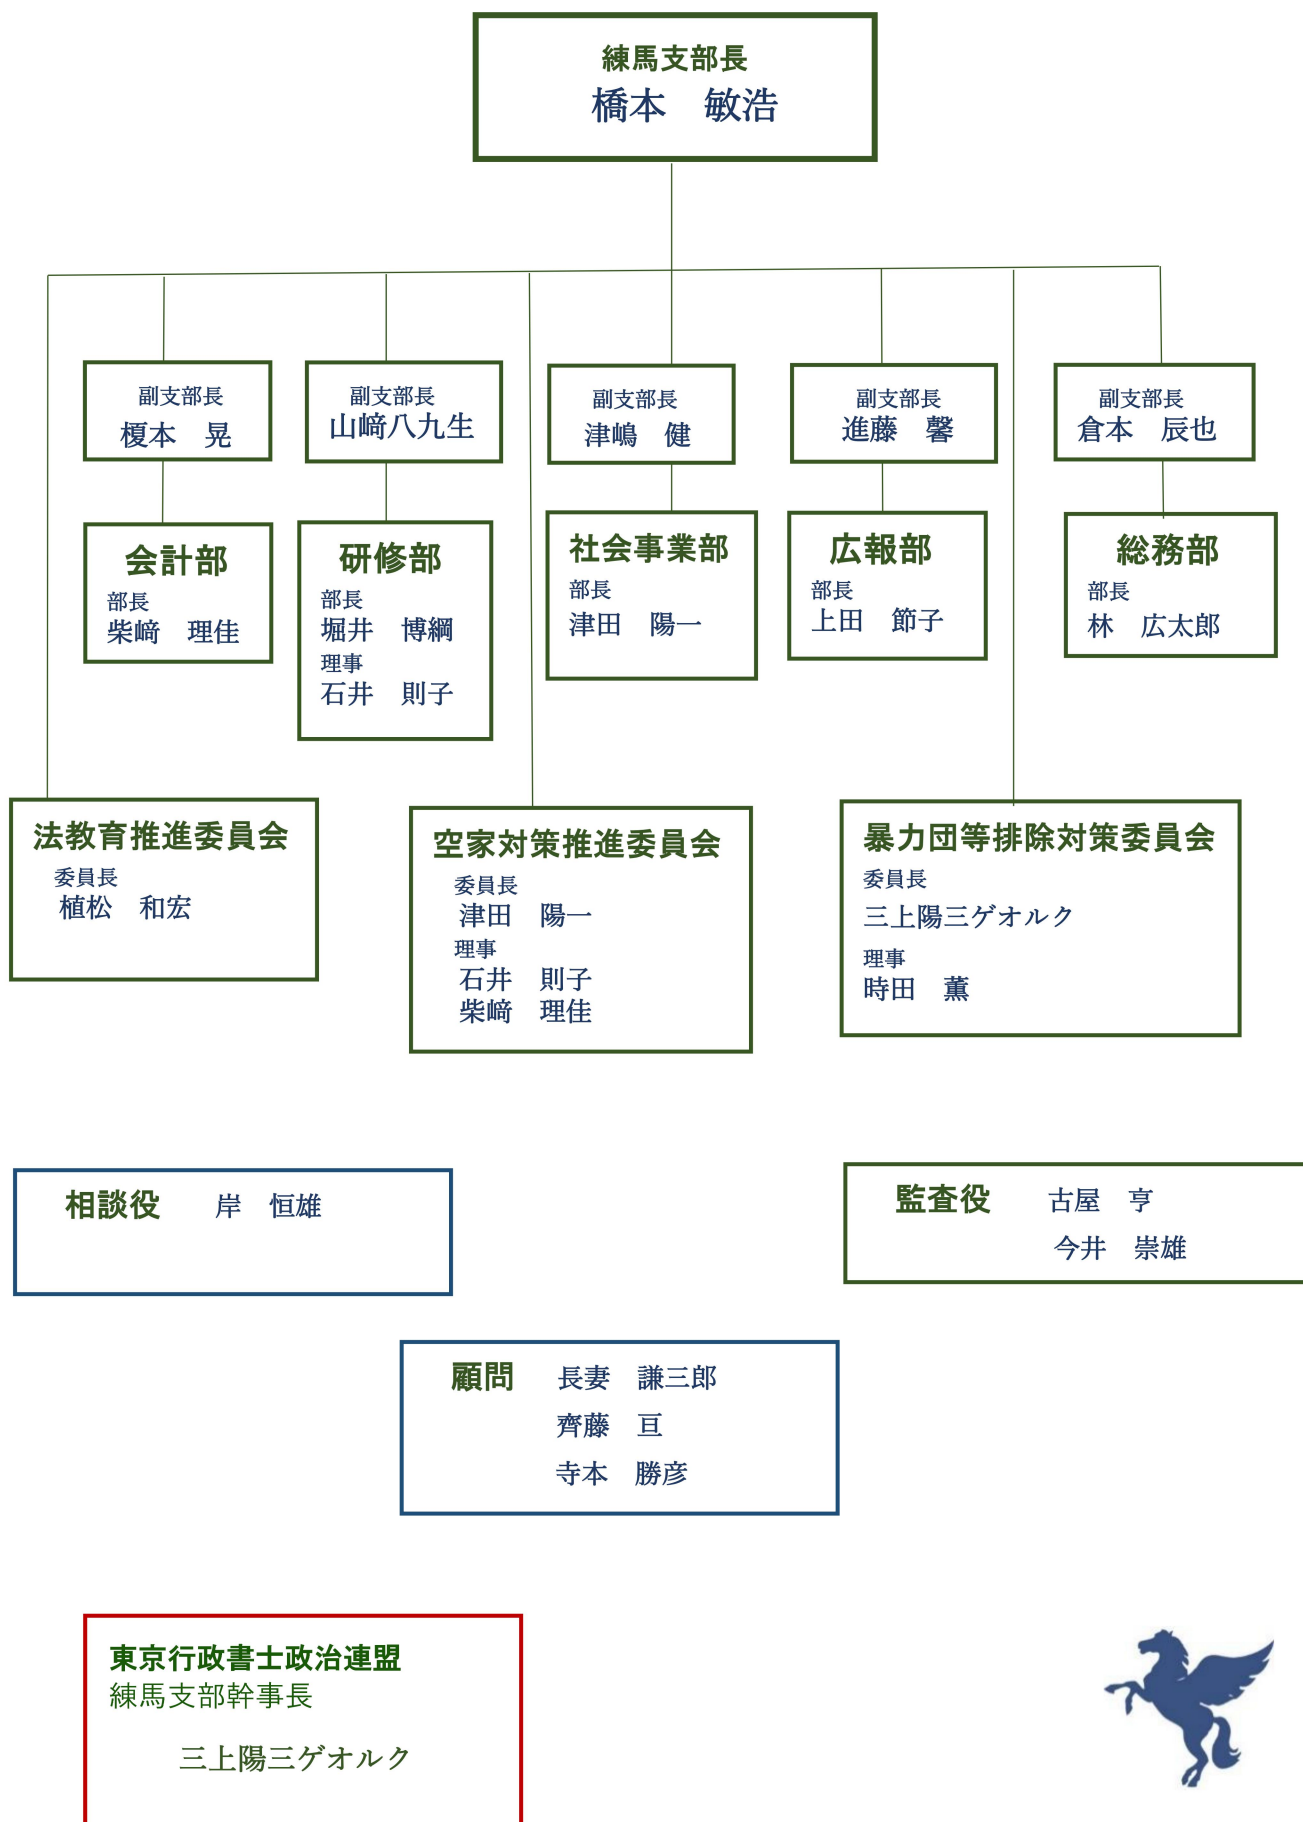 練馬支部長
橋本　敏浩
副支部長
榎本　晃
副支部長
山﨑八九生
副支部長
津嶋　健
副支部長
進藤　馨
副支部長
倉本　辰也
会計部
部長
柴﨑　理佳
研修部
部長
堀井　博綱
理事
石井　則子
社会事業部
部長
津田　陽一
広報部
部長
上田　節子
総務部
部長
林　広太郎
法教育推進委員会
委員長
植松　和宏
空家対策推進委員会
委員長
津田　陽一
理事
石井　則子
柴﨑　理佳
暴力団等排除対策委員会
委員長
三上陽三ゲオルク
理事
時田　薫
相談役　岸　恒雄
監査役　古屋　亨
今井　崇雄
顧問　長妻　謙三郎
齊藤　亘
寺本　勝彦
東京行政書士政治連盟
練馬支部幹事長
三上陽三ゲオルク